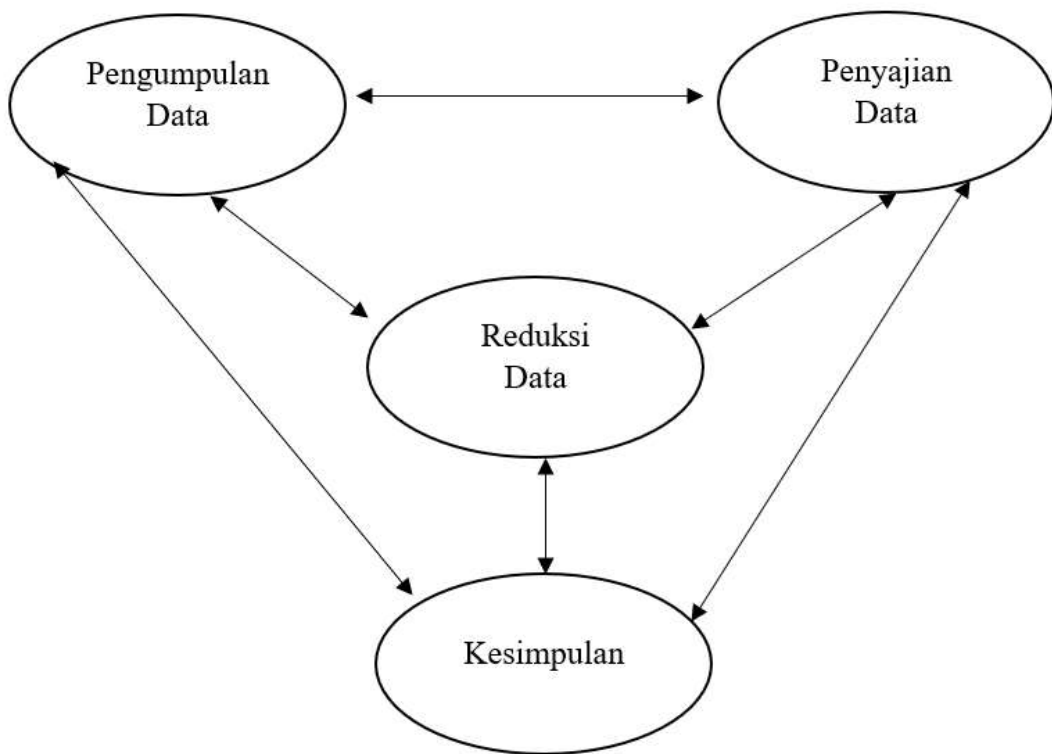 Pengumpulan
Data
Penyajian
Data
Reduksi
Data
Kesimpulan